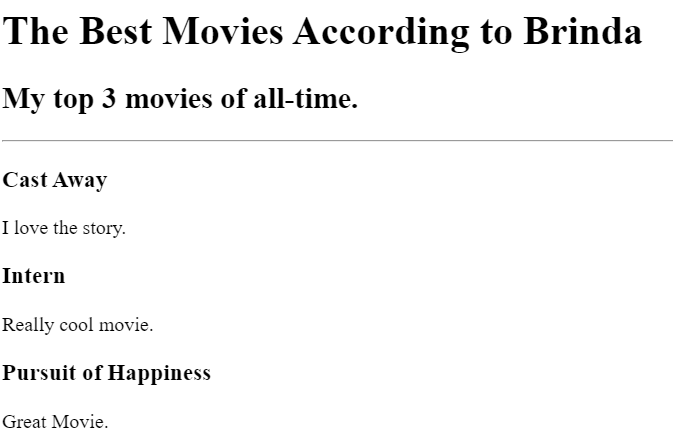 The Best Movies According to Brinda
My top 3 movies of all-time.
Cast Away
I love the story.
Intern
Really cool movie.
Pursuit of Happiness
Great Movie.